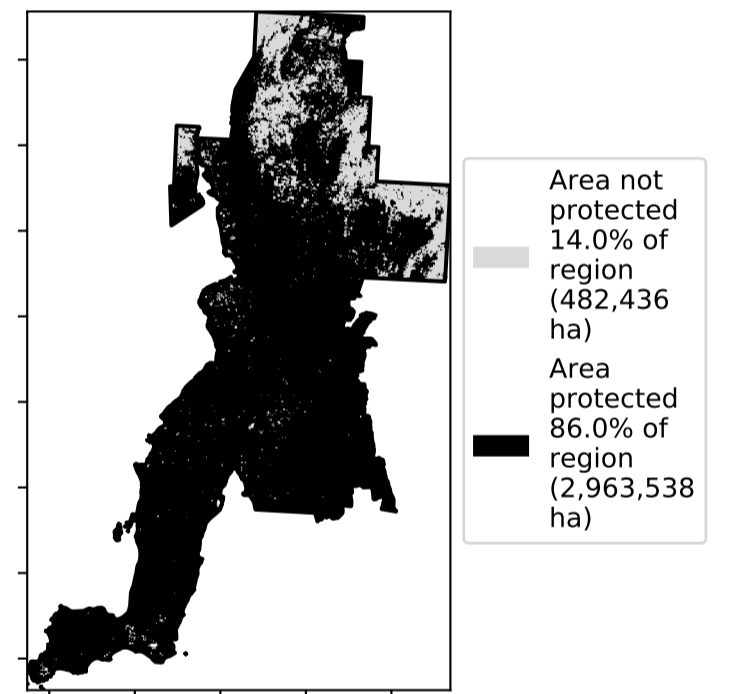 Area not
protected
14.0% of
region
(482,436
ha)
Area
protected
86.0% of
region
(2,963,538
ha)